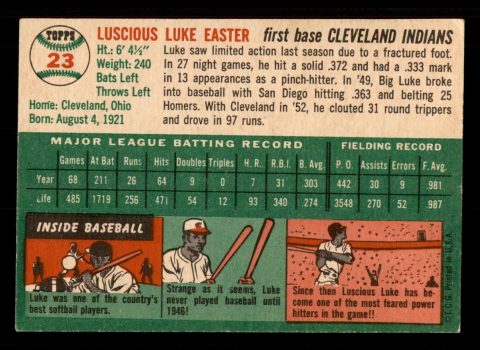 TOPPS
23
LUSCIOUS LUKE EASTER first base CLEVELAND INDIANS
Ht.: 6' 4½"
Weight: 240
Bats Left
Throws Left
Home: Cleveland, Ohio
Born: August 4, 1921
Luke saw limited action last season due to a fractured foot.
In 27 night games, he hit a solid .372 and had a .333 mark
in 13 appearances as a pinch-hitter. In '49, Big Luke broke
into baseball with San Diego hitting .363 and belting 25
Homers. With Cleveland in '52, he clouted 31 round trippers
and drove in 97 runs.
MAJOR LEAGUE BATTING RECORD FIELDING RECORD
Games At Bat Runs Hits Doubles Triples H. R. R.B.I. B. Avg. P. O. Assists Errors F. Avg.
Year 68 211 26 64 9 4 7 31 .303 442 30 9 .981
Life 485 1719 256 471 54 12 93 340 .274 3548 270 52 .987
INSIDE BASEBALL
Luke was one of the country's
best softball players.
Strange as it seems, Luke
never played baseball until
1946!
Since then Luscious Luke has be-
come one of the most feared power
hitters in the game!!
© T. C. G. Printed in U.S.A.